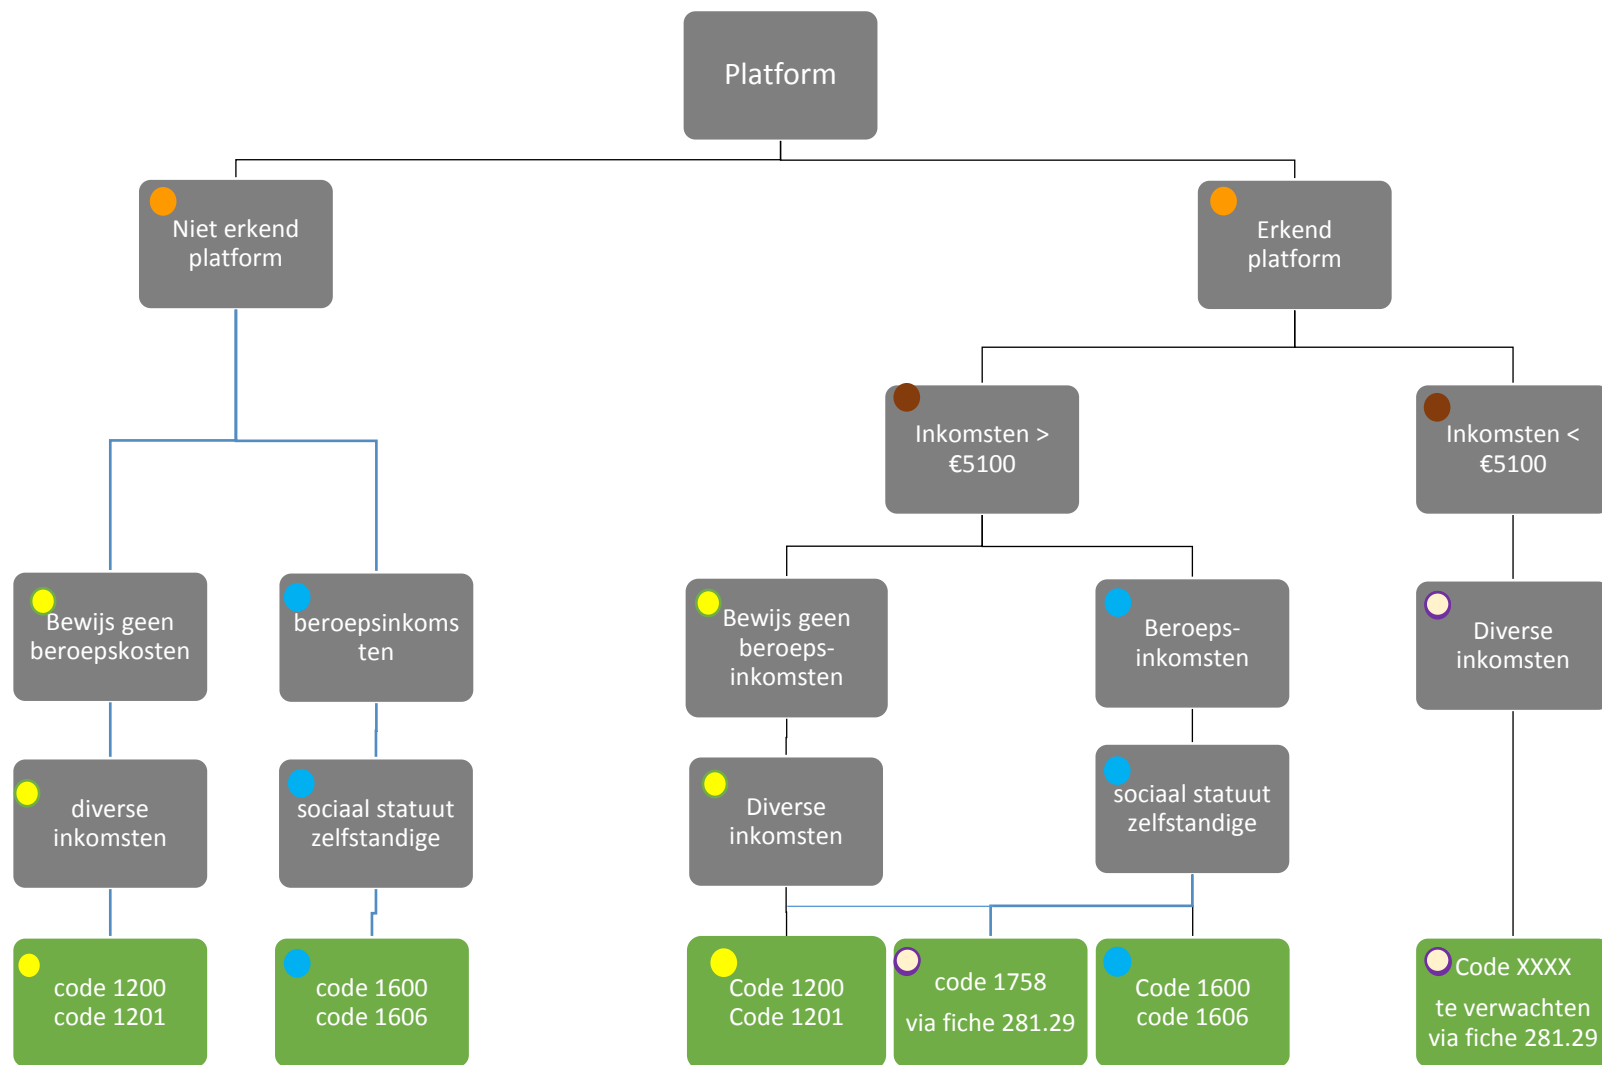 Platform
Niet erkend
platform
Erkend
platform
Inkomsten >
€5100
Inkomsten <
€5100
Bewijs geen
beroepskosten
beroepsinkoms
ten
Bewijs geen
beroeps-
inkomsten
Beroeps-
inkomsten
Diverse
inkomsten
diverse
inkomsten
sociaal statuut
zelfstandige
Diverse
inkomsten
sociaal statuut
zelfstandige
code 1200
code 1201
code 1600
code 1606
Code 1200
Code 1201
code 1758
via fiche 281.29
Code 1600
code 1606
Code XXXX
te verwachten
via fiche 281.29